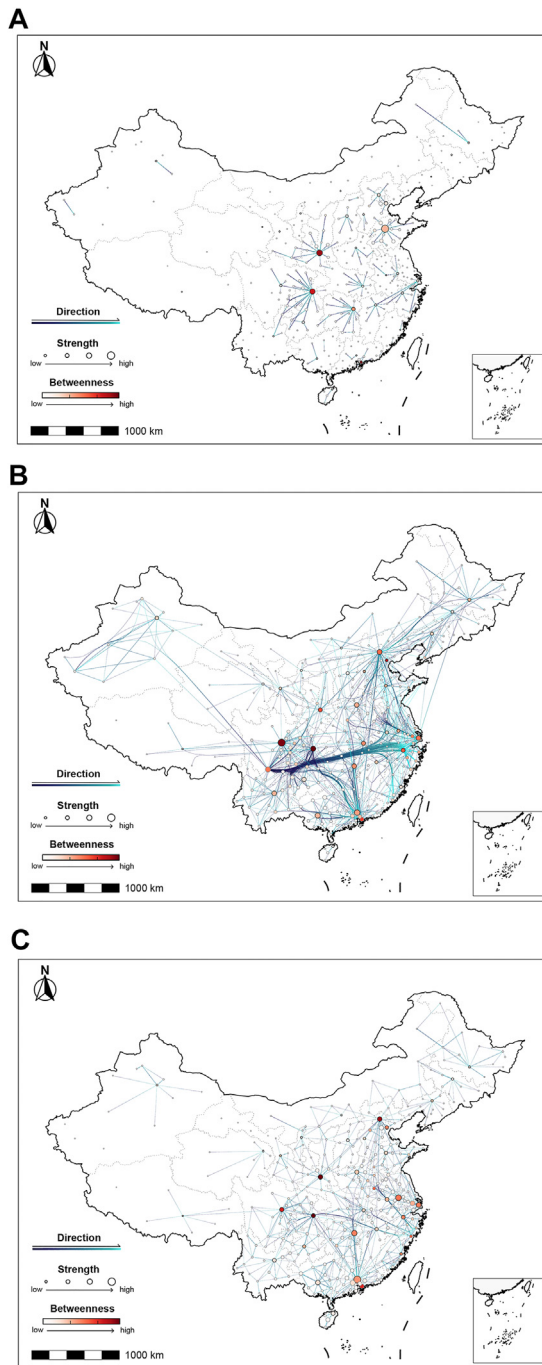 A
N
Direction
Strength
low high
Betweenness
low high
1000 km
B
N
Direction
Strength
low high
Betweenness
low high
1000 km
C
N
Direction
Strength
low high
Betweenness
low high
1000 km